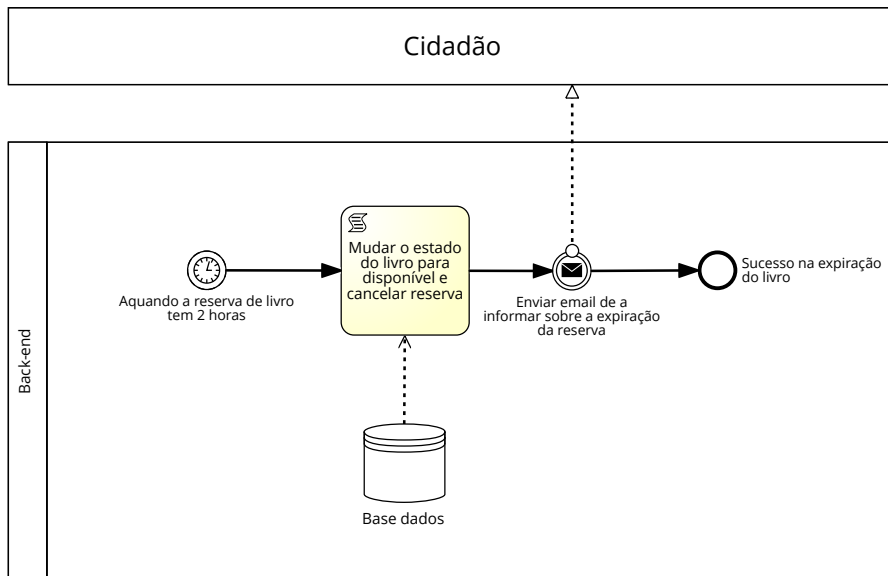 Cidadão
Back-end
Aquando a reserva de livro
tem 2 horas
Mudar o estado
do livro para
disponível e
cancelar reserva
Enviar email de a
informar sobre a expiração
da reserva
Sucesso na expiração
do livro
Base dados